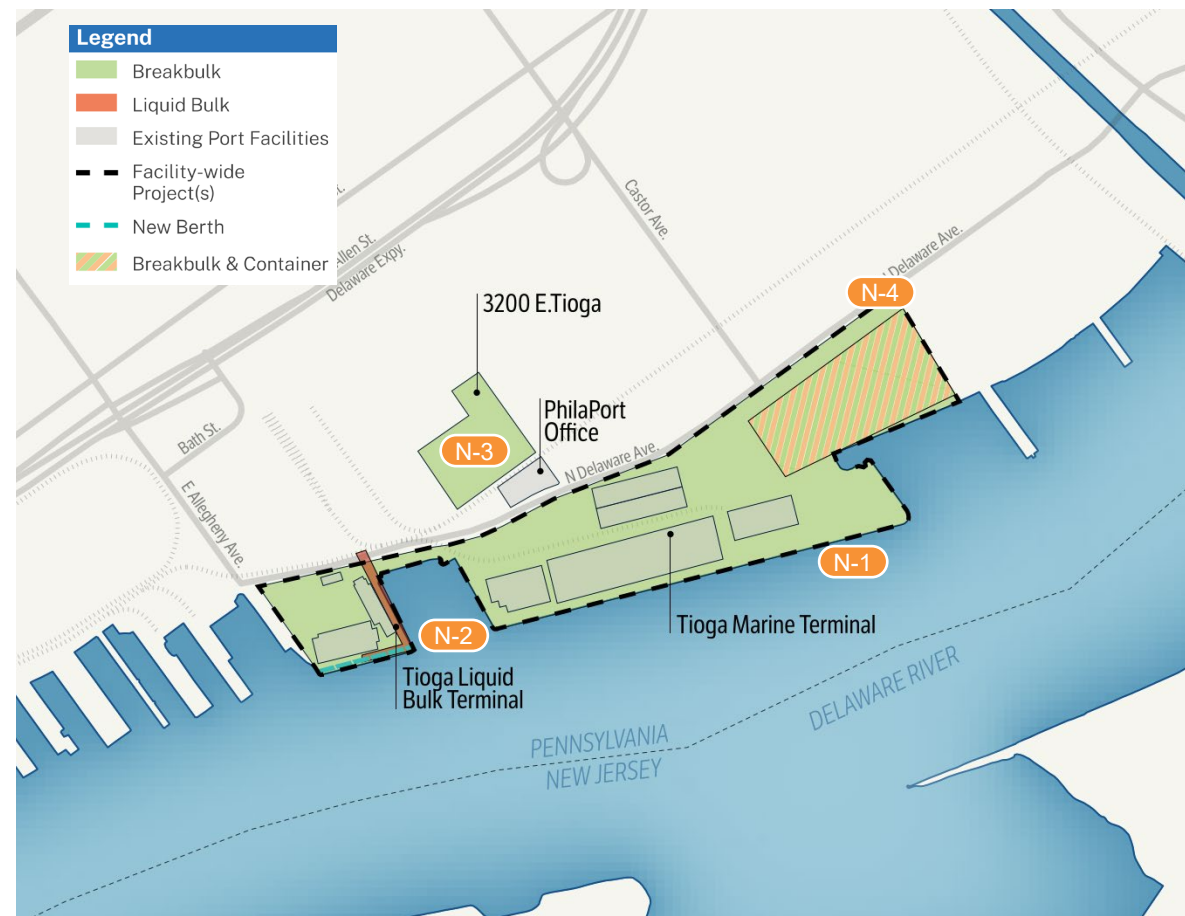 Legend
Breakbulk
Liquid Bulk
Existing Port Facilities
Facility-wide
Project(s)
New Berth
Breakbulk & Container
Allen St.
Delaware Expy.
Castor Ave.
Delaware Ave.
N-4
3200 E.Tioga
PhilaPort
Office
N-3
N Delaware Ave.
Bath St.
E Allegheny Ave.
N-1
N-2
Tioga Marine Terminal
Tioga Liquid
Bulk Terminal
DELAWARE RIVER
PENNSYLVANIA
NEW JERSEY